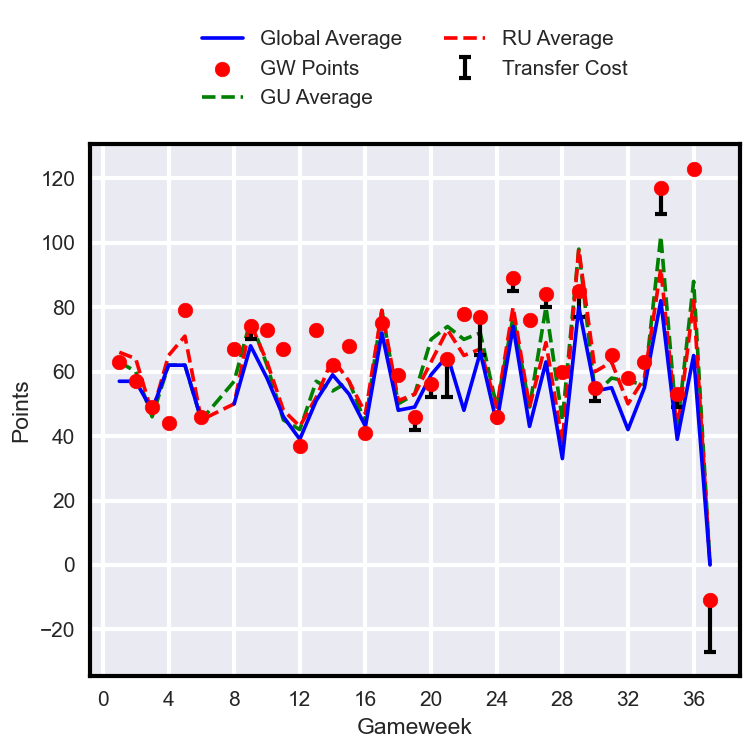 Global Average
GW Points
GU Average
RU Average
Transfer Cost
Points
120
100
80
60
40
20
0
−20
0 4 8 12 16 20 24 28 32 36
Gameweek